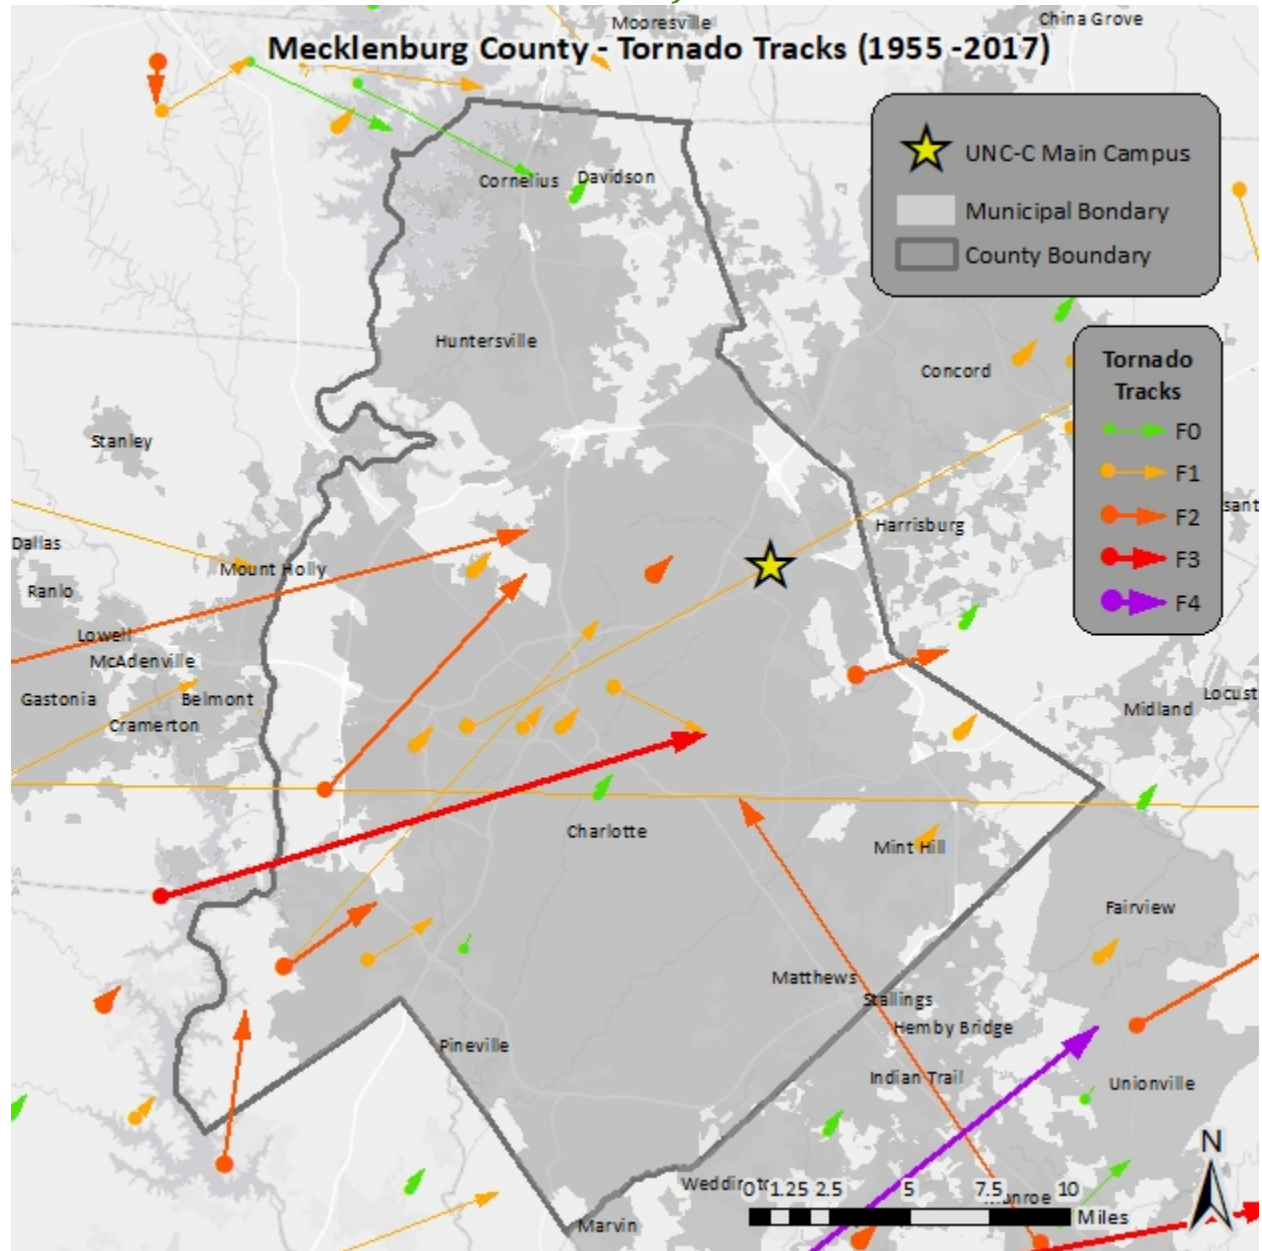 Mooresville
China Grove
Mecklenburg County - Tornado Tracks (1955 -2017)
UNC-C Main Campus
Municipal Bondary
County Boundary
Cornelius
Davidson
Huntersville
Concord
Tornado
Tracks
F0
F1
F2
F3
F4
Stanley
Harrisburg
sant
Dallas
Mount Holly
Ranlo
Lowell
McAdenville
Gastonia
Belmont
Cramerton
Midland
Locust
Charlotte
Mint Hill
Fairview
Matthews
Stallings
Hemby Bridge
Pineville
Indian Trail
Unionville
N
0 1.25 2.5 5 7.5 10
Miles
Marvin